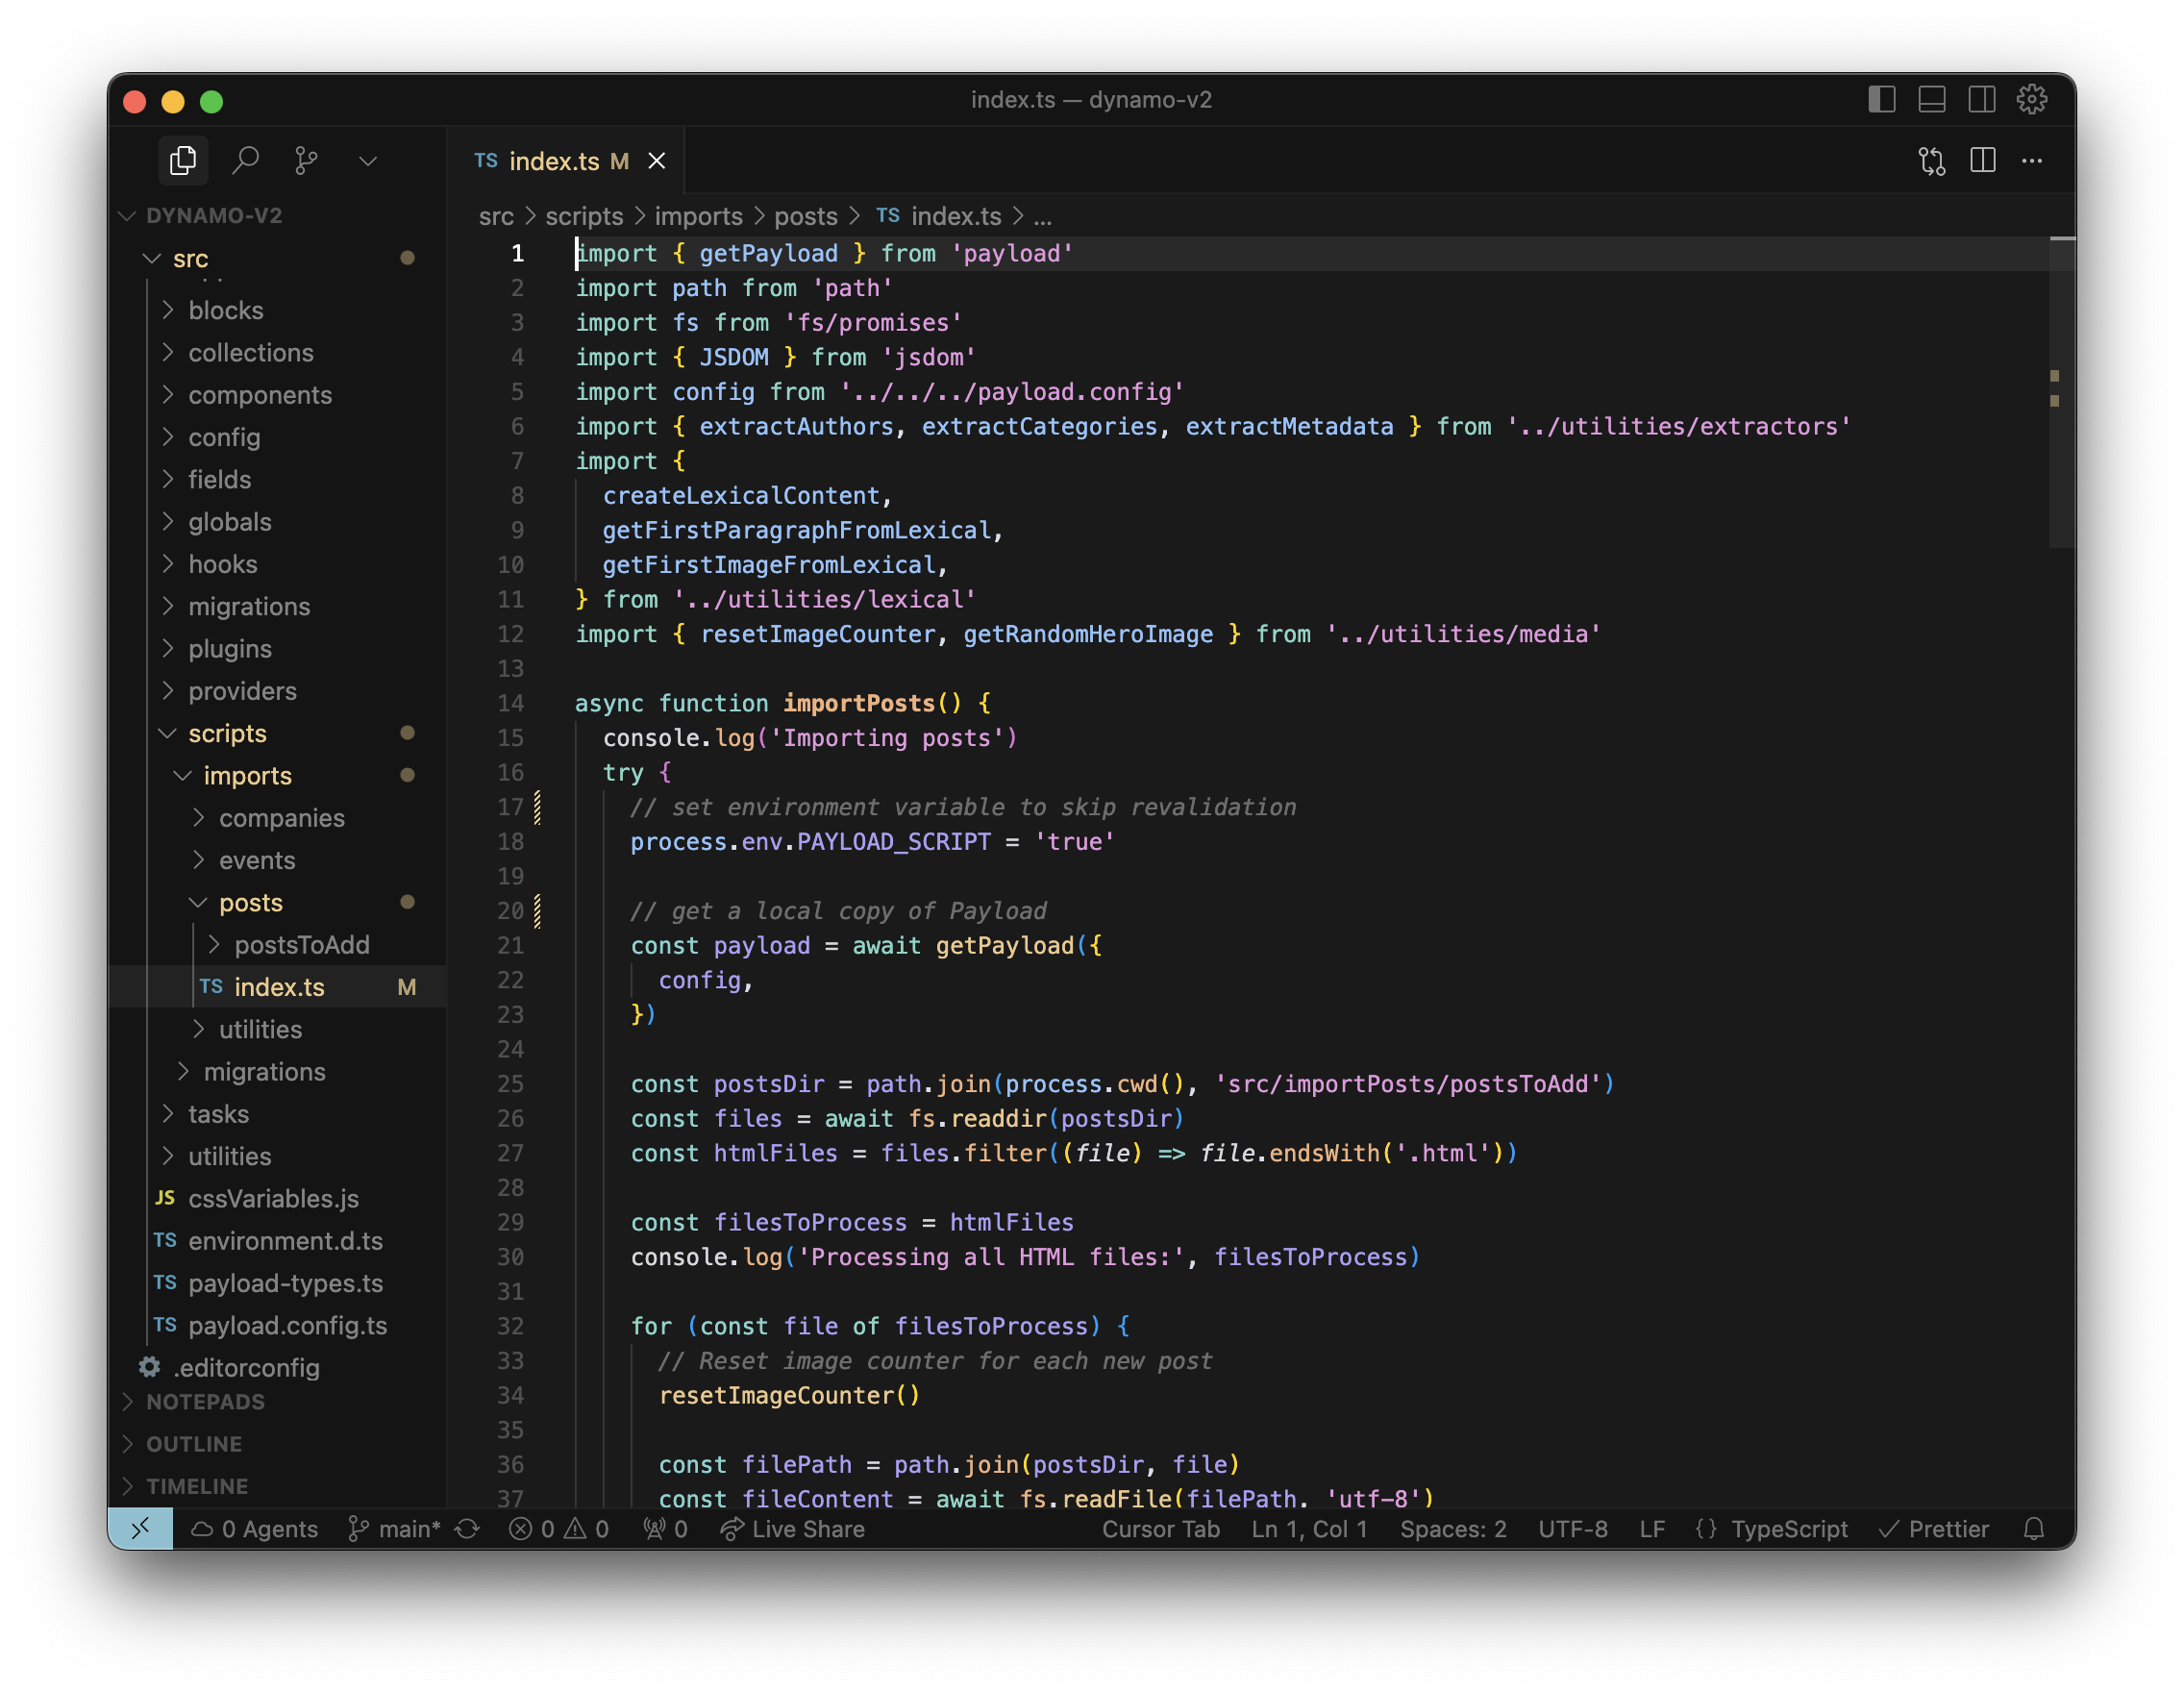 index.ts — dynamo-v2
DYNAMO-V2
src
blocks
collections
components
config
fields
globals
hooks
migrations
plugins
providers
scripts
imports
companies
events
posts
postsToAdd
TS index.ts M
utilities
migrations
tasks
utilities
JS cssVariables.js
TS environment.d.ts
TS payload-types.ts
TS payload.config.ts
.editorconfig
NOTEPADS
OUTLINE
TIMELINE
TS index.ts M
src > scripts > imports > posts > TS index.ts > ...
1 import { getPayload } from 'payload'
2 import path from 'path'
3 import fs from 'fs/promises'
4 import { JSDOM } from 'jsdom'
5 import config from '../../../payload.config'
6 import { extractAuthors, extractCategories, extractMetadata } from '../utilities/extractors'
7 import {
8   createLexicalContent,
9   getFirstParagraphFromLexical,
10   getFirstImageFromLexical,
11 } from '../utilities/lexical'
12 import { resetImageCounter, getRandomHeroImage } from '../utilities/media'
13
14 async function importPosts() {
15   console.log('Importing posts')
16   try {
17     // set environment variable to skip revalidation
18     process.env.PAYLOAD_SCRIPT = 'true'
19
20     // get a local copy of Payload
21     const payload = await getPayload({
22       config,
23     })
24
25     const postsDir = path.join(process.cwd(), 'src/importPosts/postsToAdd')
26     const files = await fs.readdir(postsDir)
27     const htmlFiles = files.filter((file) => file.endsWith('.html'))
28
29     const filesToProcess = htmlFiles
30     console.log('Processing all HTML files:', filesToProcess)
31
32     for (const file of filesToProcess) {
33       // Reset image counter for each new post
34       resetImageCounter()
35
36       const filePath = path.join(postsDir, file)
37       const fileContent = await fs.readFile(filePath, 'utf-8')
0 Agents main* 0 0 0 Live Share Cursor Tab Ln 1, Col 1 Spaces: 2 UTF-8 LF {} TypeScript Prettier